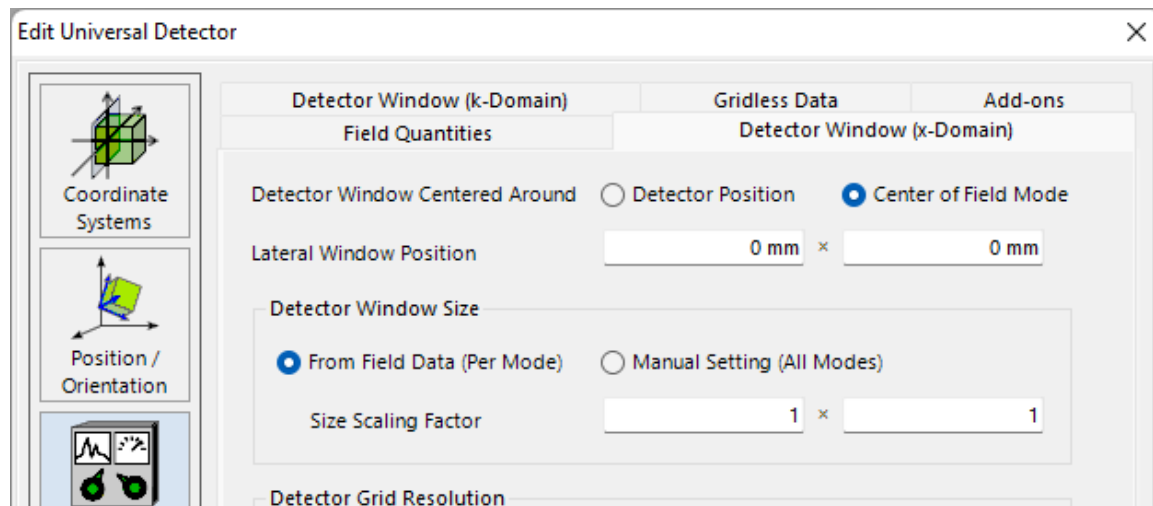 Edit Universal Detector
Coordinate
Systems
Position /
Orientation
Detector Window (k-Domain) Gridless Data Add-ons
Field Quantities Detector Window (x-Domain)
Detector Window Centered Around Detector Position Center of Field Mode
Lateral Window Position 0 mm × 0 mm
Detector Window Size
From Field Data (Per Mode) Manual Setting (All Modes)
Size Scaling Factor 1 × 1
Detector Grid Resolution